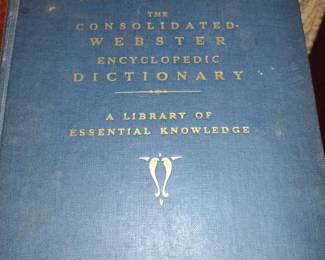 THE
CONSOLIDATED-
WEBSTER
ENCYCLOPEDIC
DICTIONARY
A LIBRARY OF
ESSENTIAL KNOWLEDGE